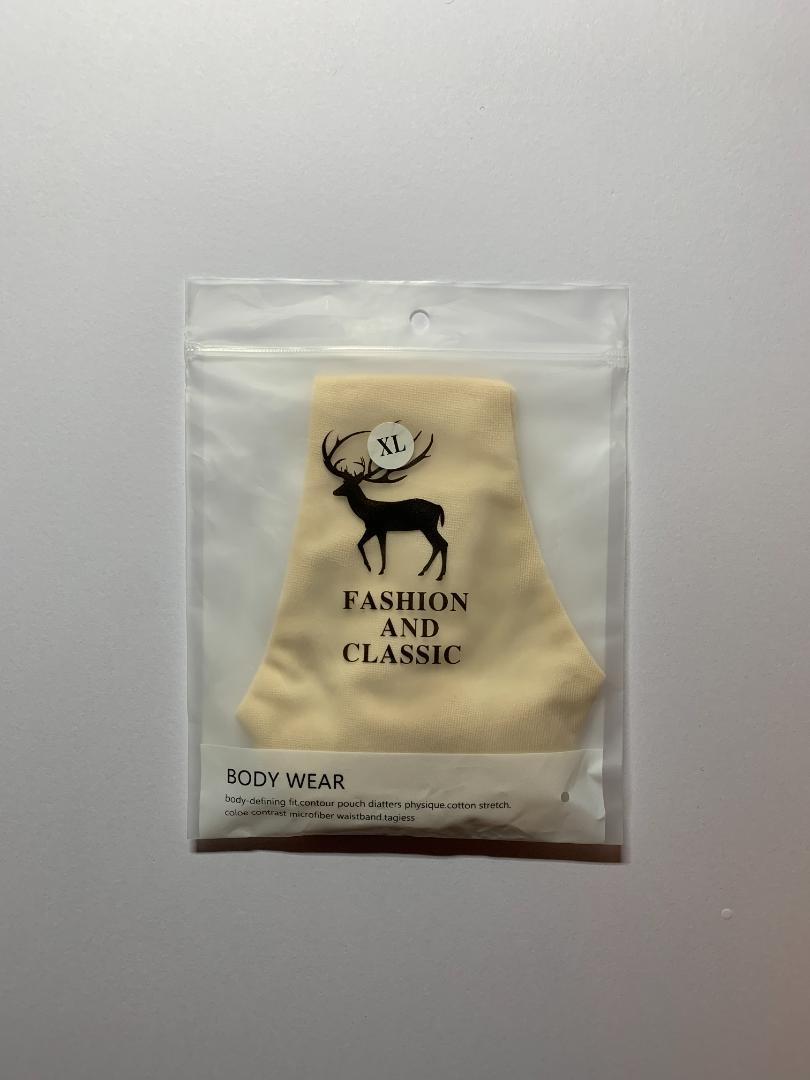 XL
FASHION
AND
CLASSIC
BODY WEAR
body-defining fit.contour pouch diatters physique.cotton stretch.
coloe contrast microfiber waistband.tagiess